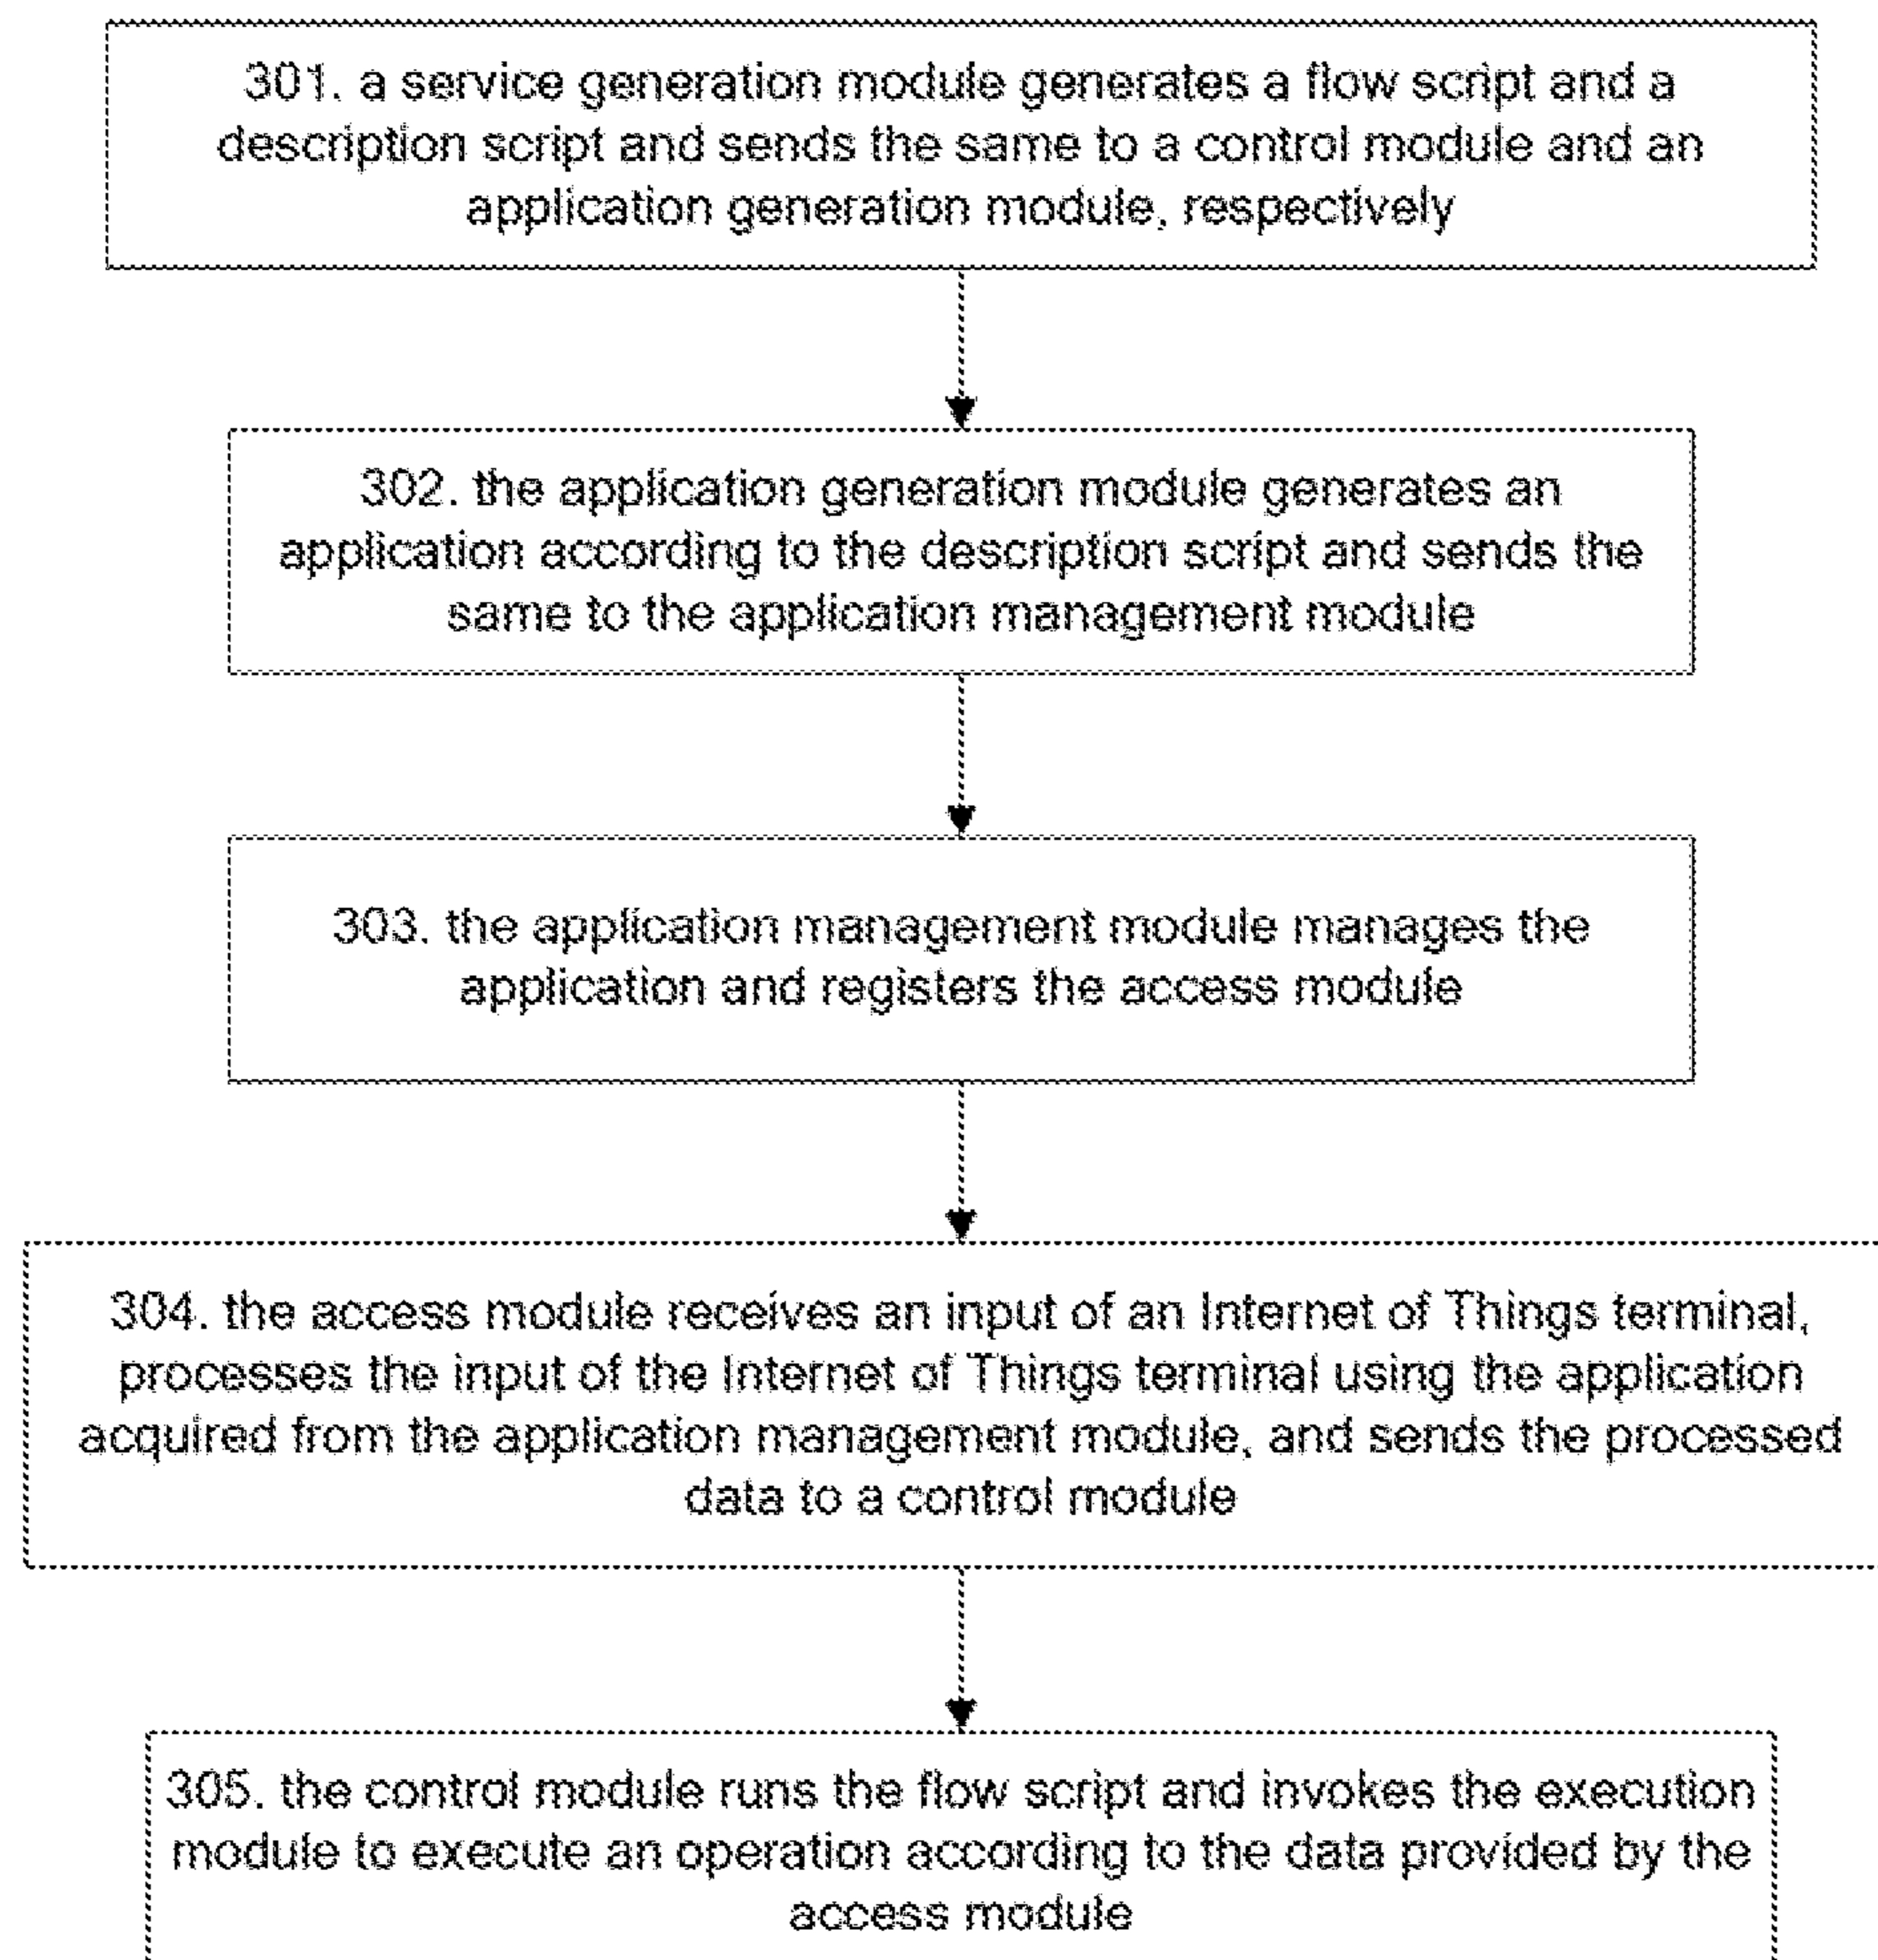 301. a service generation module generates a flow script and a
description script and sends the same to a control module and an
application generation module, respectively
302. the application generation module generates an
application according to the description script and sends the
same to the application management module
303. the application management module manages the
application and registers the access module
304. the access module receives an input of an Internet of Things terminal,
processes the input of the Internet of Things terminal using the application
acquired from the application management module, and sends the processed
data to a control module
305. the control module runs the flow script and invokes the execution
module to execute an operation according to the data provided by the
access module